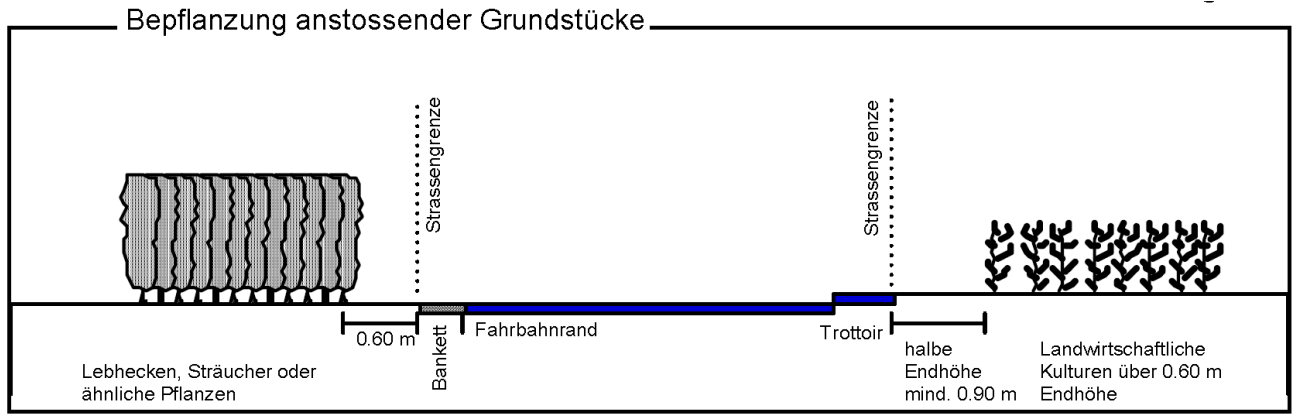 Bepflanzung anstossender Grundstücke
Strassengrenze
Strassengrenze
0.60 m
Bankett
Fahrbahnrand
Trottoir
halbe
Endhöhe
mind. 0.90 m
Landwirtschaftliche
Kulturen über 0.60 m
Endhöhe
Lebhecken, Sträucher oder
ähnliche Pflanzen